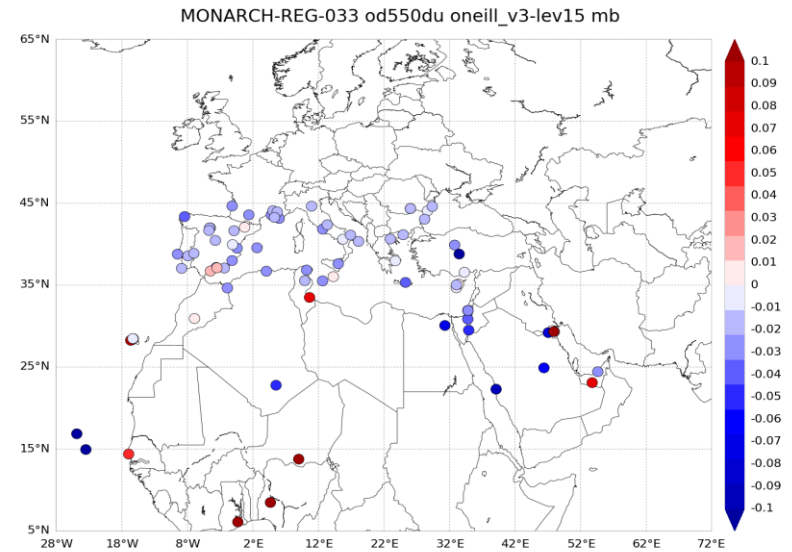 MONARCH-REG-033 od550du oneill_v3-lev15 mb
65°N
55°N
45°N
35°N
25°N
15°N
5°N
28°W 18°W 8°W 2°E 12°E 22°E 32°E 42°E 52°E 62°E 72°E
0.1
0.09
0.08
0.07
0.06
0.05
0.04
0.03
0.02
0.01
0
-0.01
-0.02
-0.03
-0.04
-0.05
-0.06
-0.07
-0.08
-0.09
-0.1